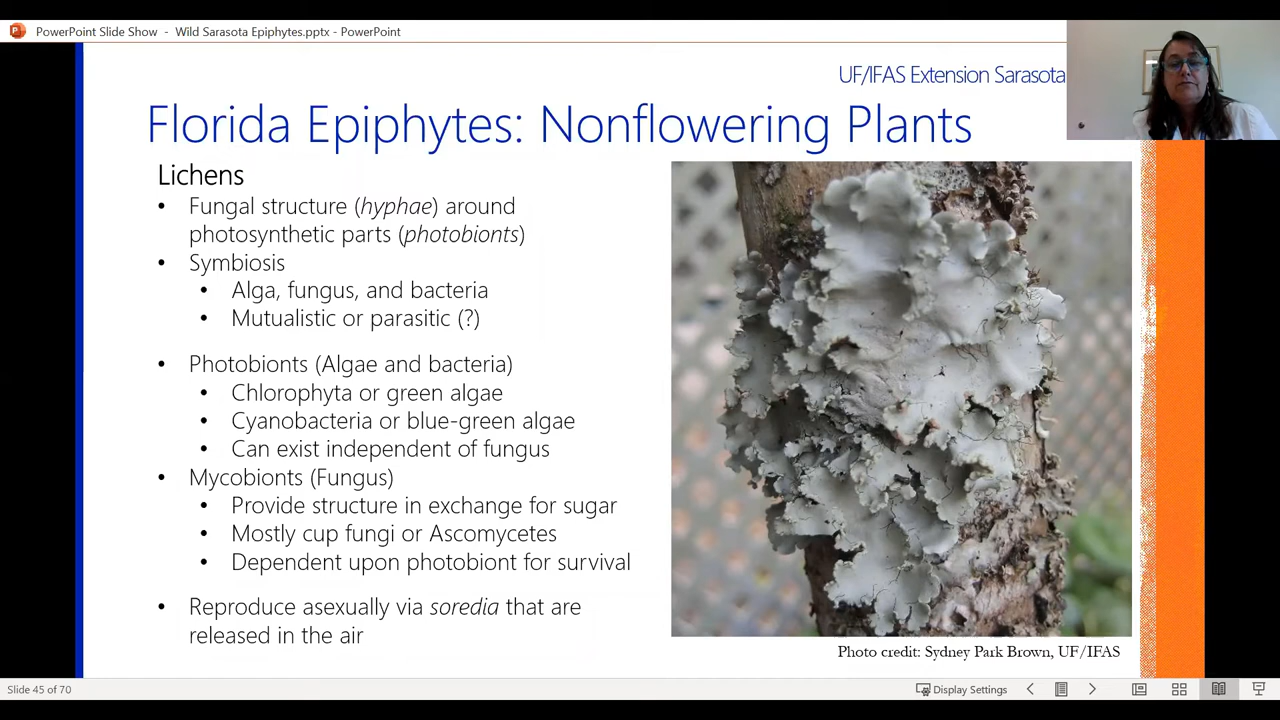 PowerPoint Slide Show - Wild Sarasota Epiphytes.pptx - PowerPoint
UF/IFAS Extension Sarasota
Florida Epiphytes: Nonflowering Plants
Lichens
• Fungal structure (hyphae) around
photosynthetic parts (photobionts)
• Symbiosis
• Alga, fungus, and bacteria
• Mutualistic or parasitic (?)
• Photobionts (Algae and bacteria)
• Chlorophyta or green algae
• Cyanobacteria or blue-green algae
• Can exist independent of fungus
• Mycobionts (Fungus)
• Provide structure in exchange for sugar
• Mostly cup fungi or Ascomycetes
• Dependent upon photobiont for survival
• Reproduce asexually via soredia that are
released in the air
Photo credit: Sydney Park Brown, UF/IFAS
Slide 45 of 70
Display Settings